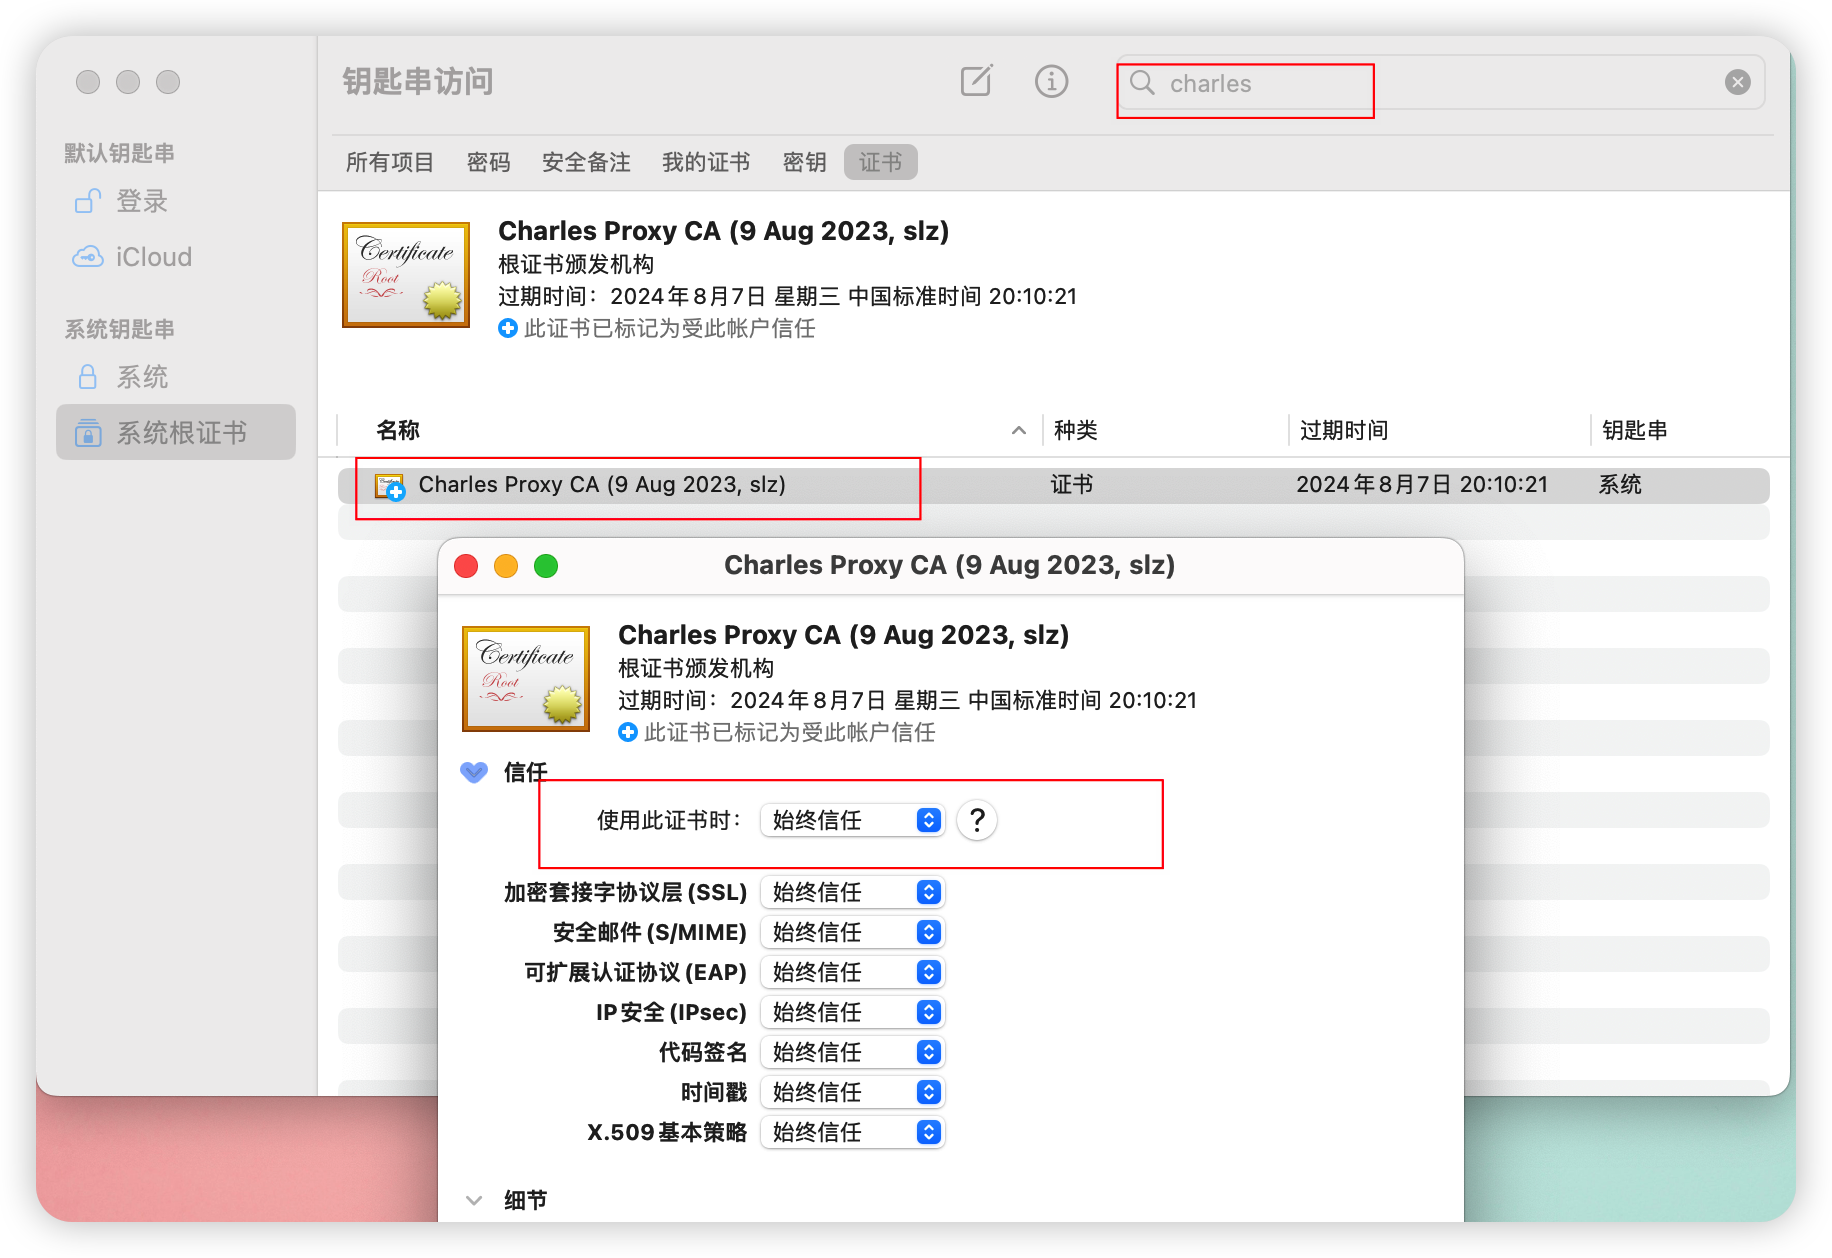 钥匙串访问
charles
默认钥匙串
登录
iCloud
系统钥匙串
系统
系统根证书
所有项目 密码 安全备注 我的证书 密钥 证书
Certificate
Root
Charles Proxy CA (9 Aug 2023, slz)
根证书颁发机构
过期时间：2024年8月7日 星期三 中国标准时间 20:10:21
此证书已标记为受此帐户信任
名称 种类 过期时间 钥匙串
Charles Proxy CA (9 Aug 2023, slz) 证书 2024年8月7日 20:10:21 系统
Charles Proxy CA (9 Aug 2023, slz)
Certificate
Root
Charles Proxy CA (9 Aug 2023, slz)
根证书颁发机构
过期时间：2024年8月7日 星期三 中国标准时间 20:10:21
此证书已标记为受此帐户信任
信任
使用此证书时： 始终信任 ?
加密套接字协议层 (SSL) 始终信任
安全邮件 (S/MIME) 始终信任
可扩展认证协议 (EAP) 始终信任
IP 安全 (IPsec) 始终信任
代码签名 始终信任
时间戳 始终信任
X.509 基本策略 始终信任
细节